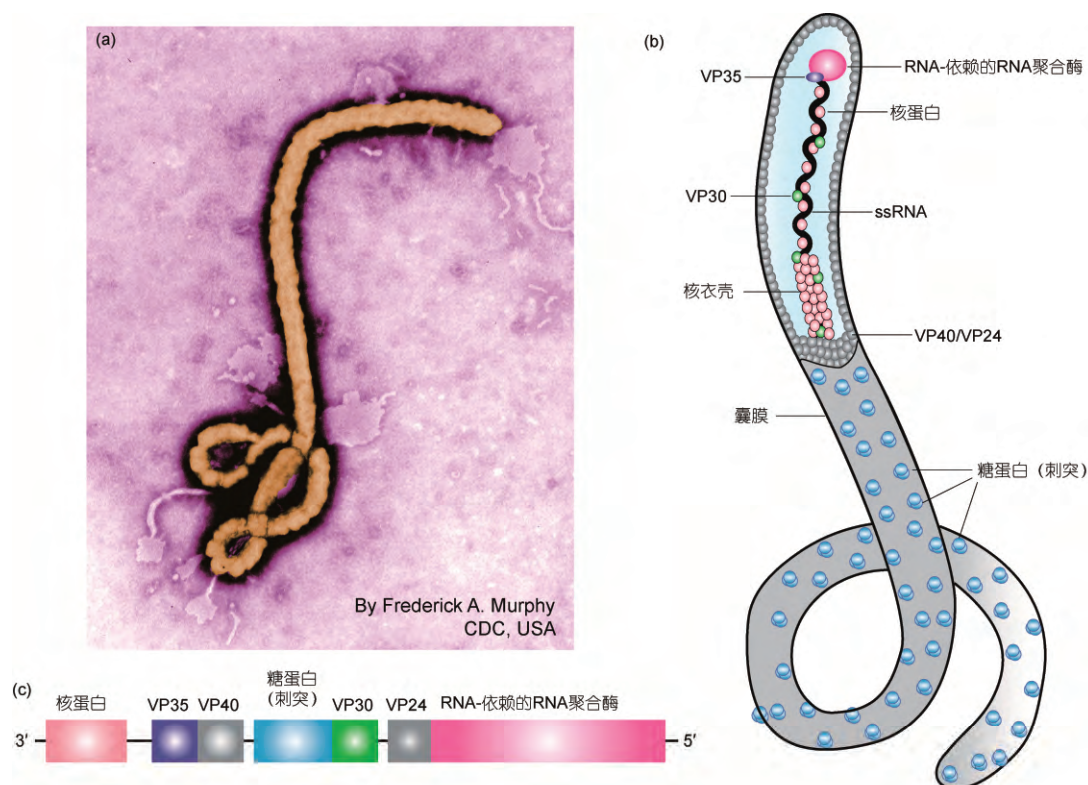 (a)
By Frederick A. Murphy
CDC, USA
(b)
VP35
RNA-依赖的RNA聚合酶
核蛋白
VP30
ssRNA
核衣壳
VP40/VP24
囊膜
糖蛋白 (刺突)
(c)
核蛋白
VP35
VP40
糖蛋白
(刺突)
VP30
VP24
RNA-依赖的RNA聚合酶
3′
5′